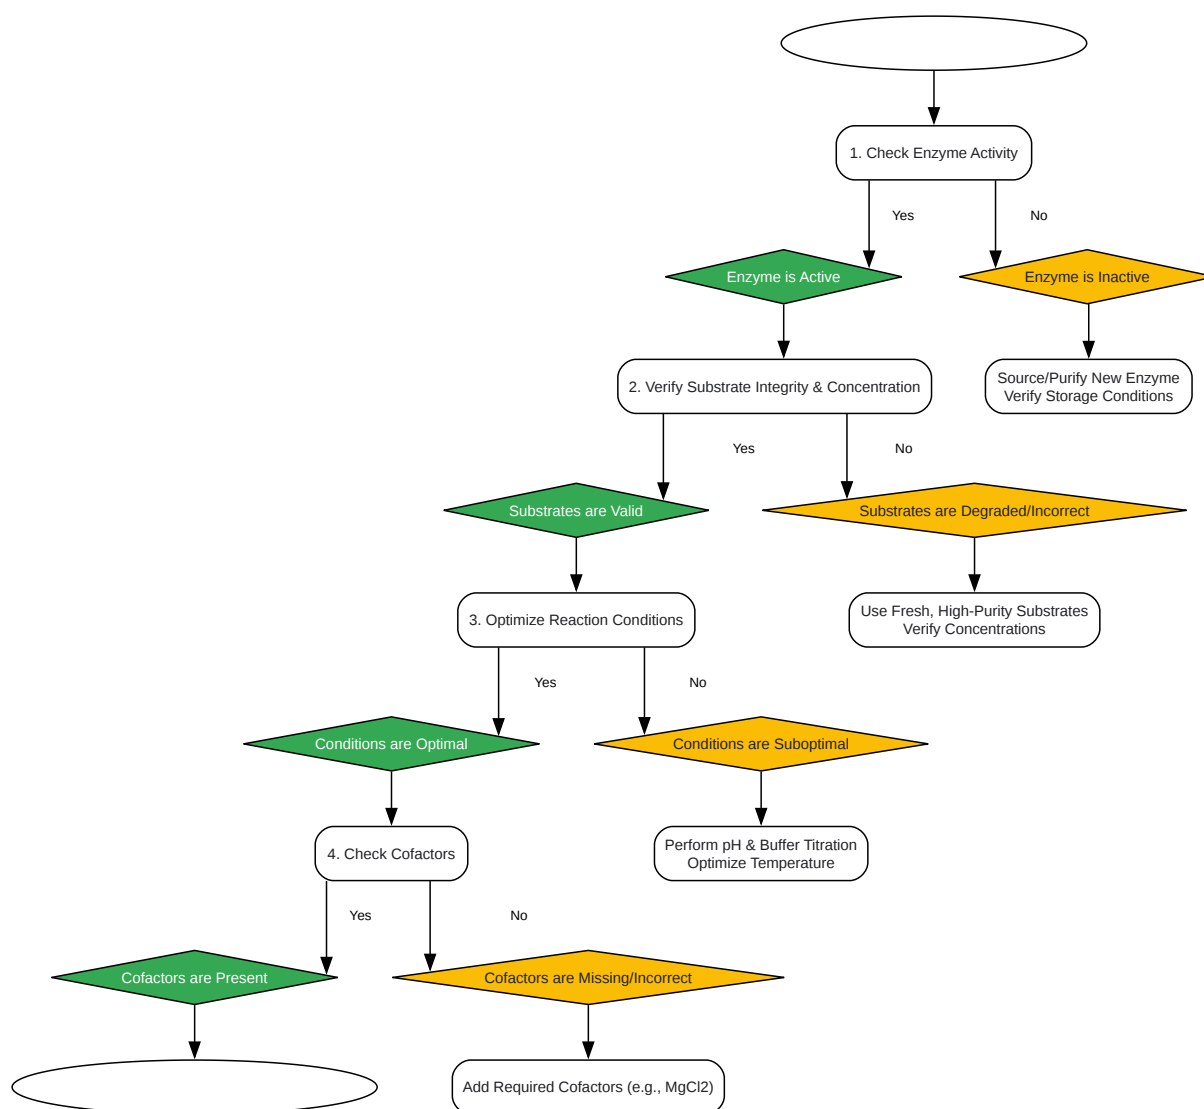 1. Check Enzyme Activity
Yes
No
Enzyme is Active
Enzyme is Inactive
2. Verify Substrate Integrity & Concentration
Source/Purify New Enzyme
Verify Storage Conditions
Yes
No
Substrates are Valid
Substrates are Degraded/Incorrect
3. Optimize Reaction Conditions
Use Fresh, High-Purity Substrates
Verify Concentrations
Yes
No
Conditions are Optimal
Conditions are Suboptimal
4. Check Cofactors
Perform pH & Buffer Titration
Optimize Temperature
Yes
No
Cofactors are Present
Cofactors are Missing/Incorrect
Add Required Cofactors (e.g., MgCl2)